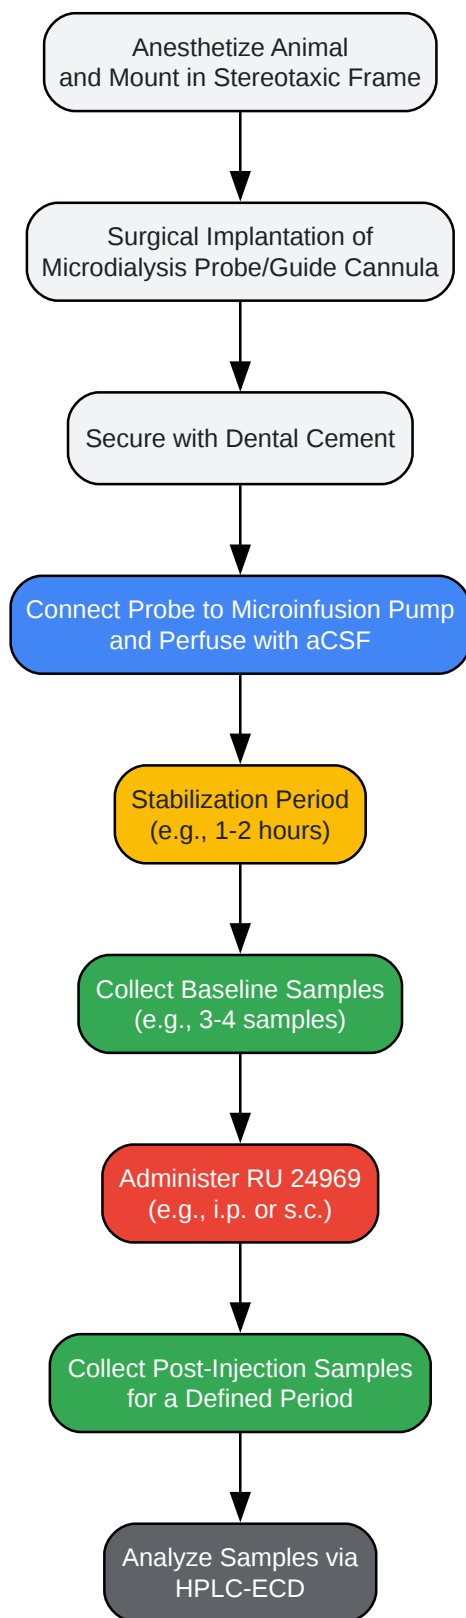 Anesthetize Animal
and Mount in Stereotaxic Frame
Surgical Implantation of
Microdialysis Probe/Guide Cannula
Secure with Dental Cement
Connect Probe to Microinfusion Pump
and Perfuse with aCSF
Stabilization Period
(e.g., 1-2 hours)
Collect Baseline Samples
(e.g., 3-4 samples)
Administer RU 24969
(e.g., i.p. or s.c.)
Collect Post-Injection Samples
for a Defined Period
Analyze Samples via
HPLC-ECD